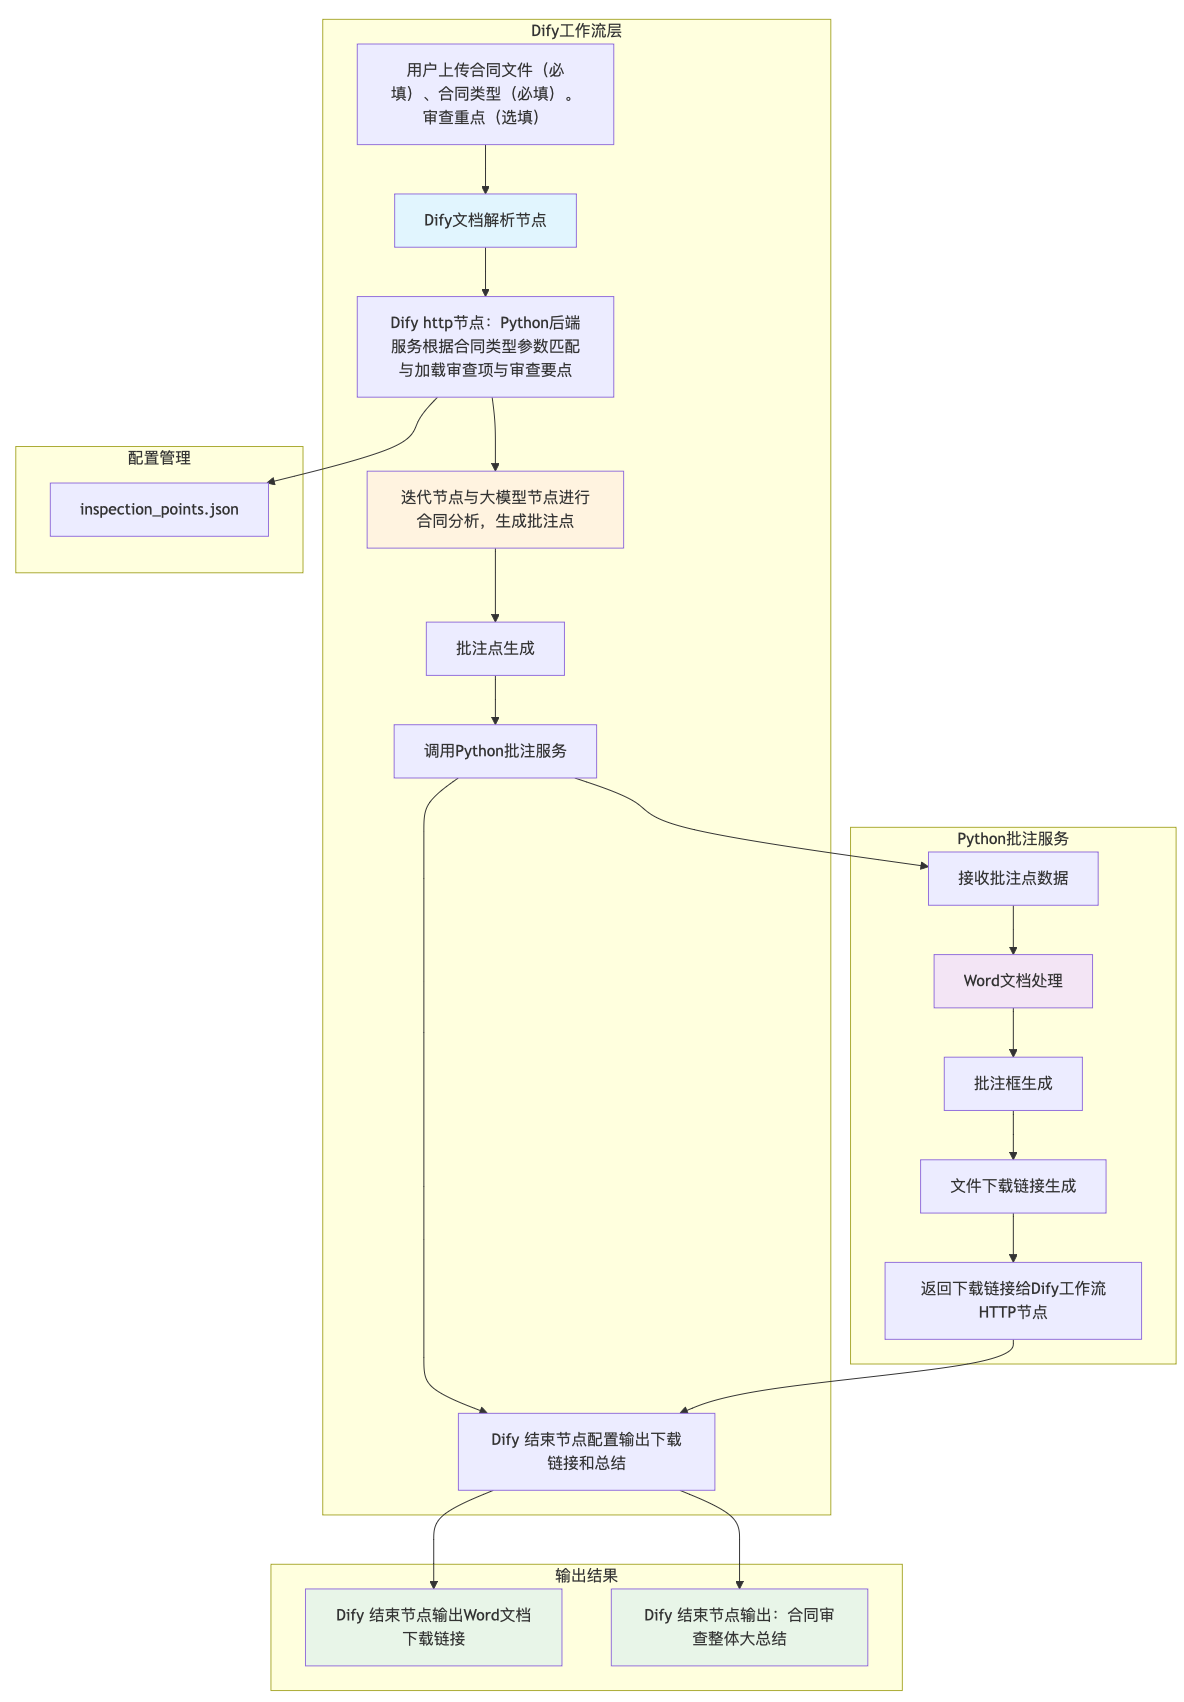 Dify工作流层
用户上传合同文件（必
填）、合同类型（必填）。
审查重点（选填）
Dify文档解析节点
Dify http节点：Python后端
服务根据合同类型参数匹配
与加载审查项与审查要点
配置管理
inspection_points.json
迭代节点与大模型节点进行
合同分析，生成批注点
批注点生成
调用Python批注服务
Python批注服务
接收批注点数据
Word文档处理
批注框生成
文件下载链接生成
返回下载链接给Dify工作流
HTTP节点
Dify 结束节点配置输出下载
链接和总结
输出结果
Dify 结束节点输出Word文档
下载链接
Dify 结束节点输出：合同审
查整体大总结